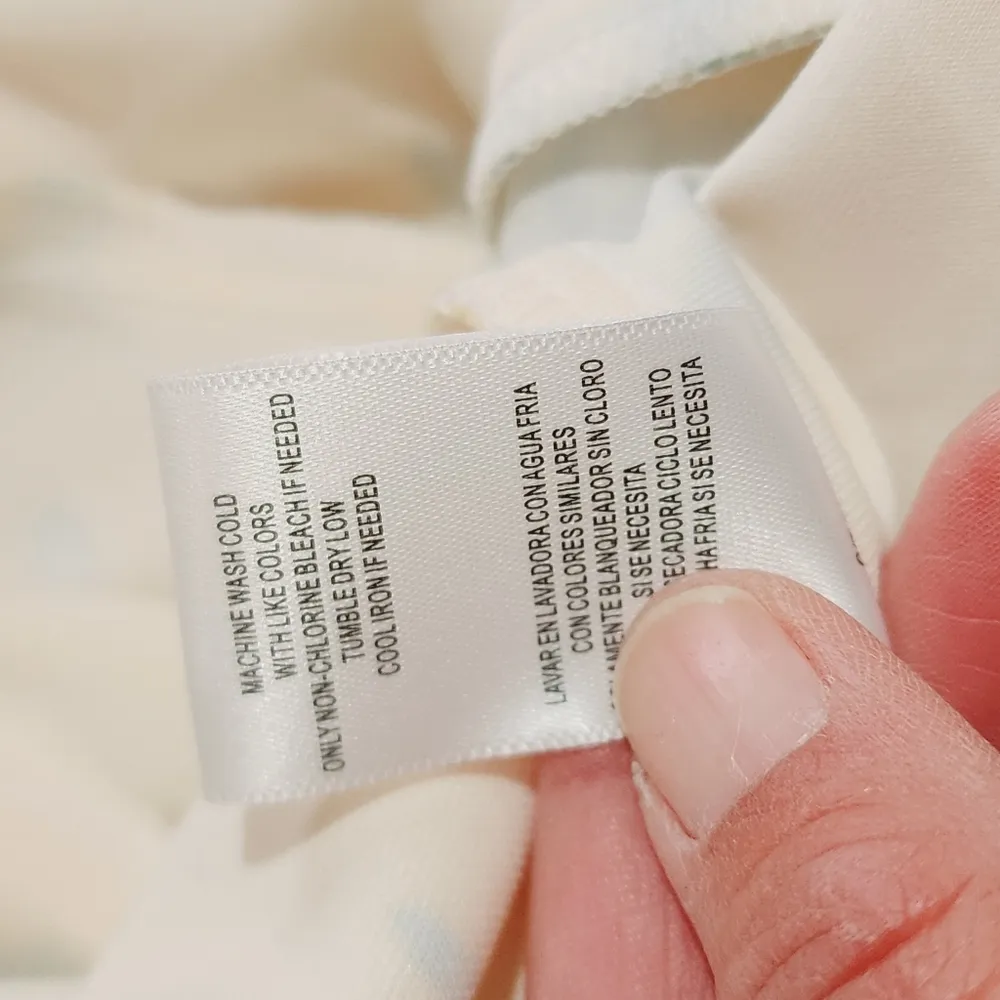 MACHINE WASH COLD
WITH LIKE COLORS
ONLY NON-CHLORINE BLEACH IF NEEDED
TUMBLE DRY LOW
COOL IRON IF NEEDED
LAVAR EN LAVADORA CON AGUA FRIA
CON COLORES SIMILARES
BLANQUEADOR SIN CLORO
SI SE NECESITA
CICLO LENTO
FRIA SI SE NECESITA